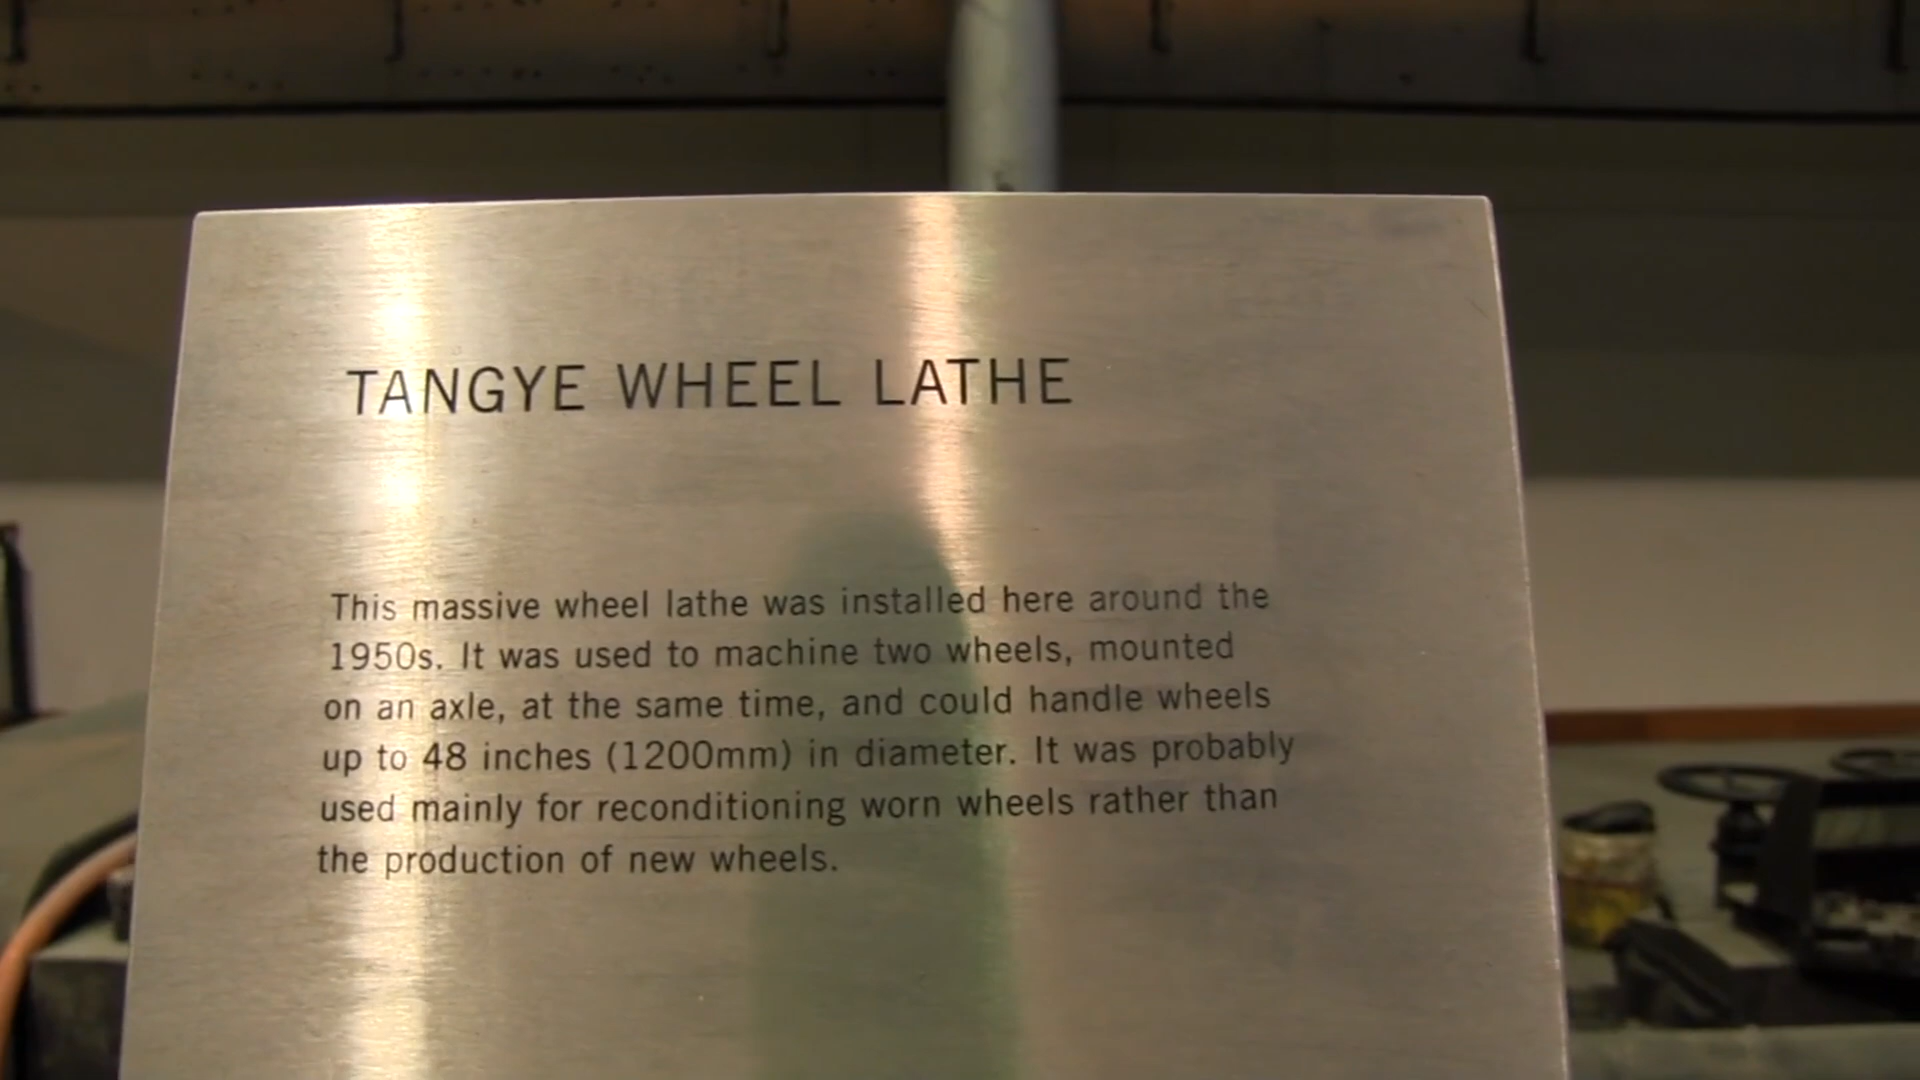 TANGYE WHEEL LATHE
This massive wheel lathe was installed here around the
1950s. It was used to machine two wheels, mounted
on an axle, at the same time, and could handle wheels
up to 48 inches (1200mm) in diameter. It was probably
used mainly for reconditioning worn wheels rather than
the production of new wheels.